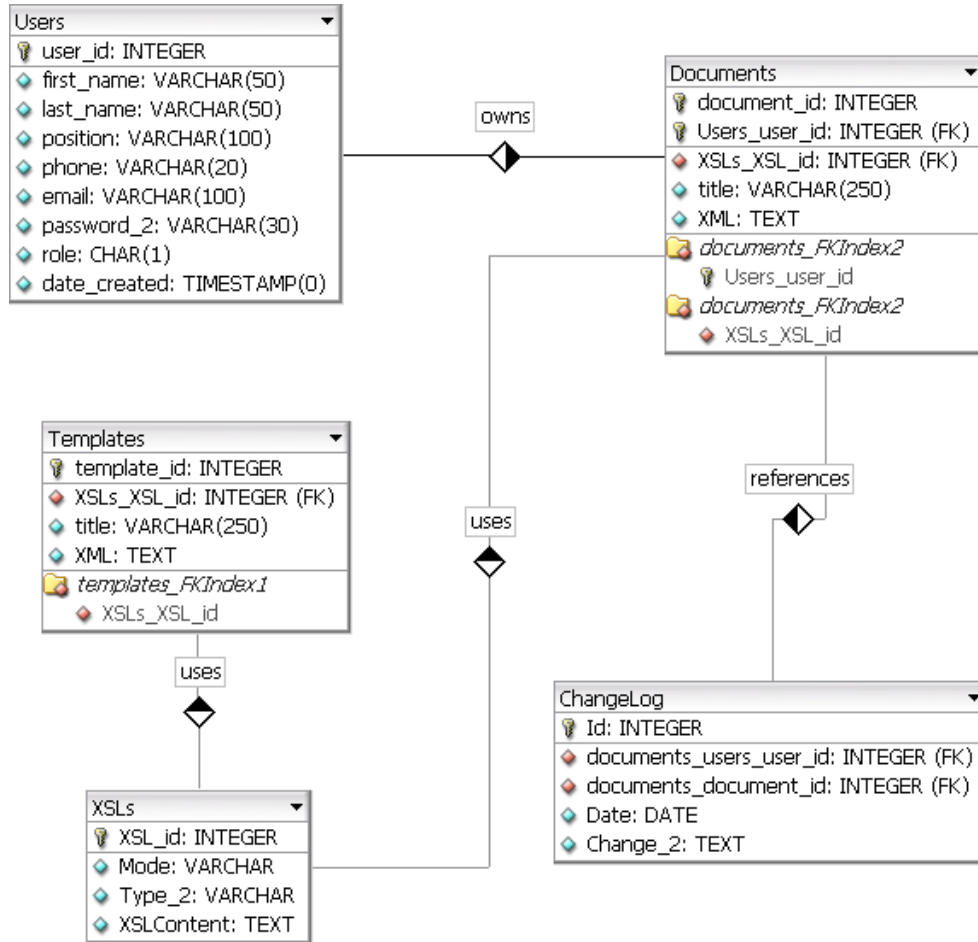 Users
user_id: INTEGER
first_name: VARCHAR(50)
last_name: VARCHAR(50)
position: VARCHAR(100)
phone: VARCHAR(20)
email: VARCHAR(100)
password_2: VARCHAR(30)
role: CHAR(1)
date_created: TIMESTAMP(0)
owns
Documents
document_id: INTEGER
Users_user_id: INTEGER (FK)
XSLs_XSL_id: INTEGER (FK)
title: VARCHAR(250)
XML: TEXT
documents_FKIndex2
Users_user_id
documents_FKIndex2
XSLs_XSL_id
Templates
template_id: INTEGER
XSLs_XSL_id: INTEGER (FK)
title: VARCHAR(250)
XML: TEXT
templates_FKIndex1
XSLs_XSL_id
uses
references
uses
ChangeLog
Id: INTEGER
documents_users_user_id: INTEGER (FK)
documents_document_id: INTEGER (FK)
Date: DATE
Change_2: TEXT
XSLs
XSL_id: INTEGER
Mode: VARCHAR
Type_2: VARCHAR
XSLContent: TEXT